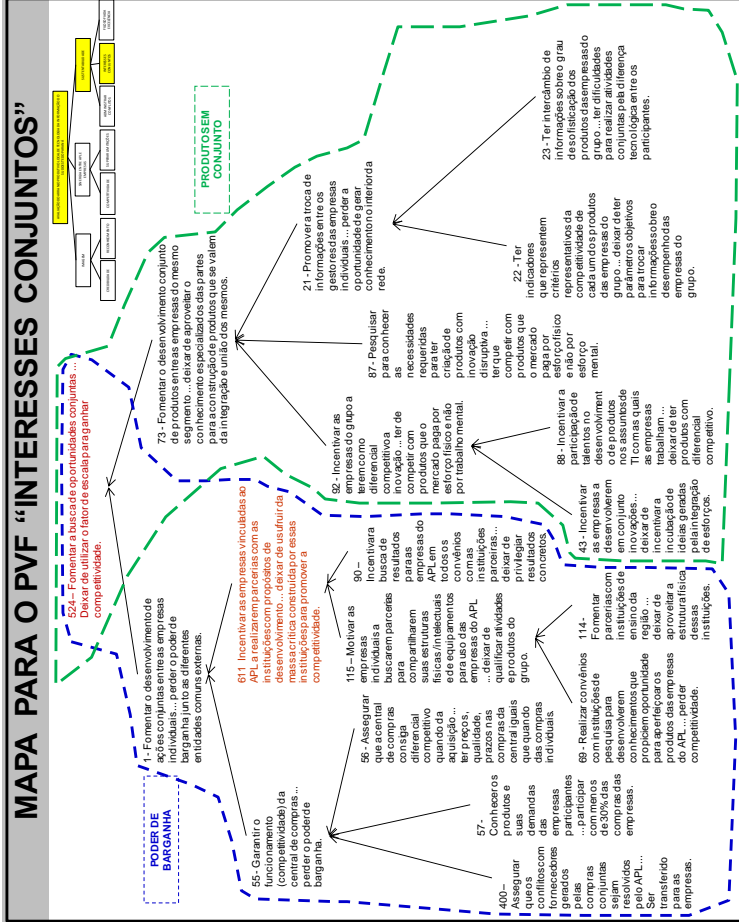 MAPA PARA O PVF “INTERESSES CONJUNTOS”
524 – Fomentar a busca de oportunidades conjuntas ...
Deixar de utilizar o fator de escala para ganhar
competitividade.
PODER DE
BARGANHA
1 - Fomentar o desenvolvimento de
ações conjuntas entre as empresas
individuais... perder o poder de
barganha junto as diferentes
entidades comuns externas.
73 - Fomentar o desenvolvimento conjunto
de produtos entre as empresas do mesmo
segmento ... deixar de aproveitar o
conhecimento especializados das partes
para a construção de produtos que se valem
da integração e união dos mesmos.
PRODUTOS EM
CONJUNTO
55 - Garantir o
funcionamento
(competitividade) da
central de compras ...
perder o poder de
barganha.
611 Incentivar as empresas vinculadas ao
APL a realizarem parcerias com as
instituições com propósitos de
desenvolvimento ... deixar de usufruir da
massa crítica construída por essas
instituições para promover a
competitividade.
92 - Incentivar as
empresas do grupo a
terem como
diferencial
competitivo a
inovação ...ter de
competir com
produtos que o
mercado paga por
esforço físico e não
por trabalho mental.
87 - Pesquisar
para conhecer
as
necessidades
requeridas
para ter
criação de
produtos com
inovação
disruptiva ...
ter que
competir com
produtos que
o mercado
paga por
esforço físico
e não por
esforço
mental.
21 - Promover a troca de
informações entre os
gestores das empresas
individuais ... perder a
oportunidade de gerar
conhecimento no interior da
rede.
400 –
Assegurar
que os
conflitos com
fornecedores
gerados
pelas
compras
conjuntas
sejam
resolvidos
pelo APL ...
Ser
transferido
para as
empresas.
57 -
Conhecer os
produtos e
suas
demandas
das
empresas
participantes
... participar
com menos
de 30% das
compras das
empresas.
56 - Assegurar
que a central
de compras
consiga
diferencial
competitivo
quando da
aquisição ...
ter preços,
qualidade,
prazos nas
compras da
central iguais
que quando
das compras
individuais.
115 – Motivar as
empresas
individuais a
buscarem parcerias
para
compartilharem
suas estruturas
físicas /intelectuais
e de equipamentos
para uso das
empresas do APL
... deixar de
qualificar atividades
e produtos do
grupo.
90 –
Incentivar a
busca de
resultados
para as
empresas do
APL em
todos os
convênios
com as
instituições
parceiras...
deixar de
privilegiar
resultados
concretos.
69 - Realizar convênios
com instituições de
pesquisa para
desenvolverem
conhecimentos que
propiciem oportunidade
para aperfeiçoar os
produtos das empresas
do APL ... perder
competitividade.
114-
Fomentar
parcerias com
instituições de
ensino da
região ...
deixar de
aproveitar a
estrutura física
dessas
instituições.
43 - Incentivar
as empresas a
desenvolverem
em conjunto
inovações...
deixar de
incentivar a
incubação de
ideias geradas
pela integração
de esforços.
88 - Incentivar a
participação de
talentos no
desenvolviment
o de produtos
nos assuntos de
TI com as quais
as empresas
trabalham ...
deixar de ter
produtos com
diferencial
competitivo.
22 - Ter
indicadores
que representem
critérios
representativos da
competitividade de
cada um dos produtos
das empresas do
grupo ... deixar de ter
parâmetros objetivos
para trocar
informações sobre o
desempenho das
empresas do
grupo.
23 - Ter intercâmbio de
informações sobre o grau
de sofisticação dos
produtos das empresas do
grupo ...ter dificuldades
para realizar atividades
conjuntas pela diferença
tecnológica entre os
participantes.